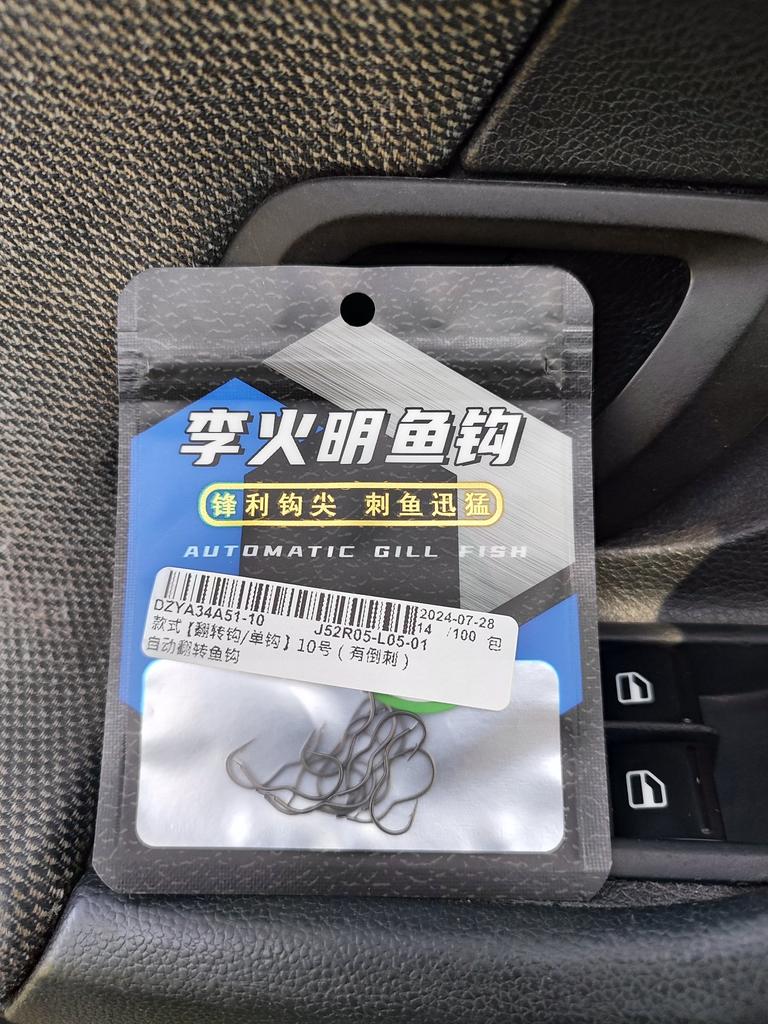 李火明鱼钩
锋利钩尖 刺鱼迅猛
AUTOMATIC GILL FISH
DZYA34A51-10 2024-07-28
J52R05-L05-01 14 /100 包
款式【翻转钩/单钩】10号(有倒刺)
自动翻转鱼钩